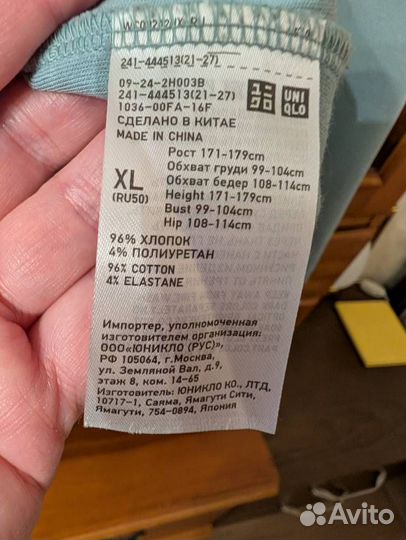 241-444513(21-27)
09-24-2H003B
241-444513(21-27)
1036-00FA-16F
ユニ
クロ
UNI
QLO
СДЕЛАНО В КИТАЕ
MADE IN CHINA
XL
(RU50)
Рост 171-179cm
Обхват груди 99-104cm
Обхват бедер 108-114cm
Height 171-179cm
Bust 99-104cm
Hip 108-114cm
96% ХЛОПОК
4% ПОЛИУРЕТАН
96% COTTON
4% ELASTANE
Импортер, уполномоченная
изготовителем организация:
ООО«ЮНИКЛО (РУС)»,
РФ 105064, г.Москва,
ул. Земляной Вал, д.9,
этаж 8, ком. 14-65
Изготовитель: ЮНИКЛО КО., ЛТД,
10717-1, Саяма, Ямагути Сити,
Ямагути, 754-0894, Япония
Avito